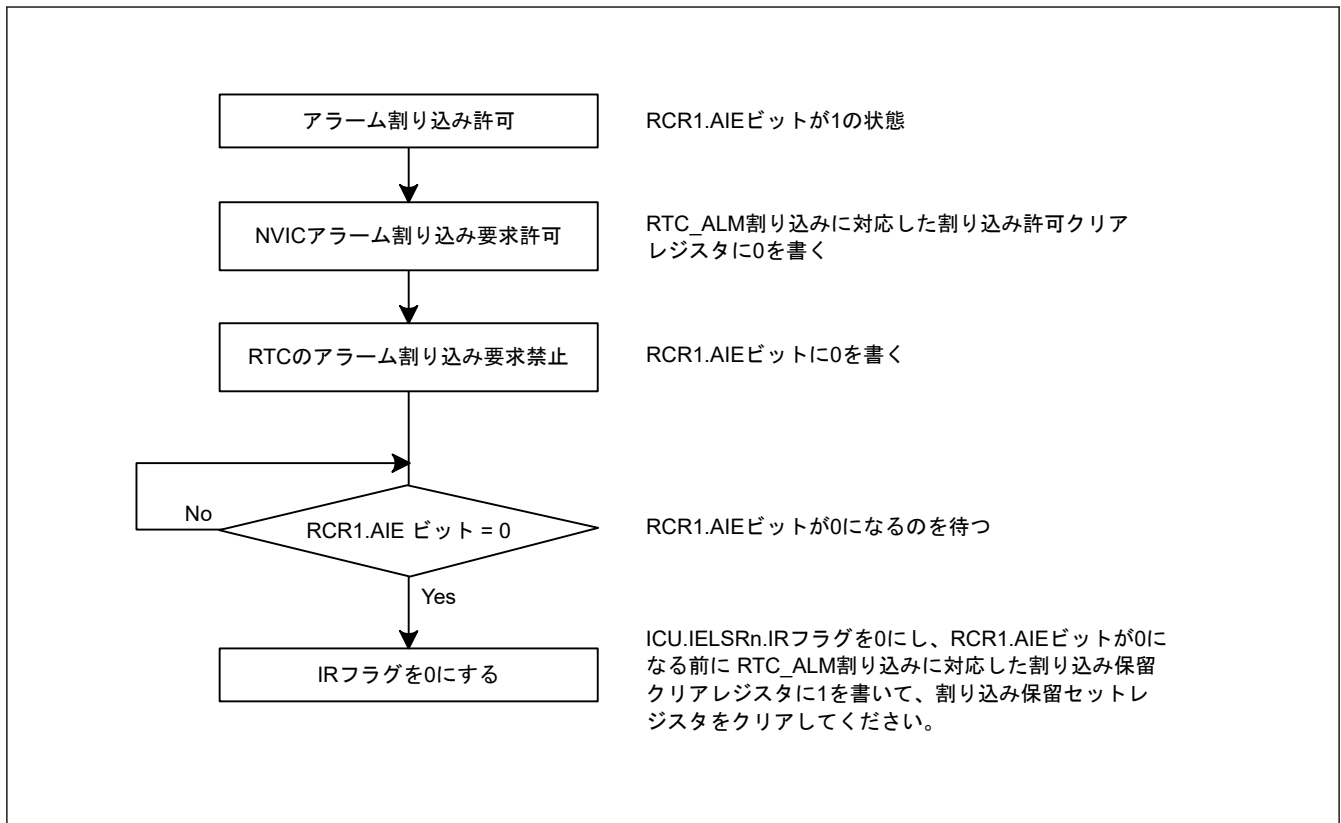 アラーム割り込み許可
RCR1.AIEビットが1の状態
NVICアラーム割り込み要求許可
RTC_ALM割り込みに対応した割り込み許可クリア
レジスタに0を書く
RTCのアラーム割り込み要求禁止
RCR1.AIEビットに0を書く
No
RCR1.AIE ビット = 0
RCR1.AIEビットが0になるのを待つ
Yes
IRフラグを0にする
ICU.IELSRn.IRフラグを0にし、RCR1.AIEビットが0に
なる前に RTC_ALM割り込みに対応した割り込み保留
クリアレジスタに1を書いて、割り込み保留セットレ
ジスタをクリアしてください。